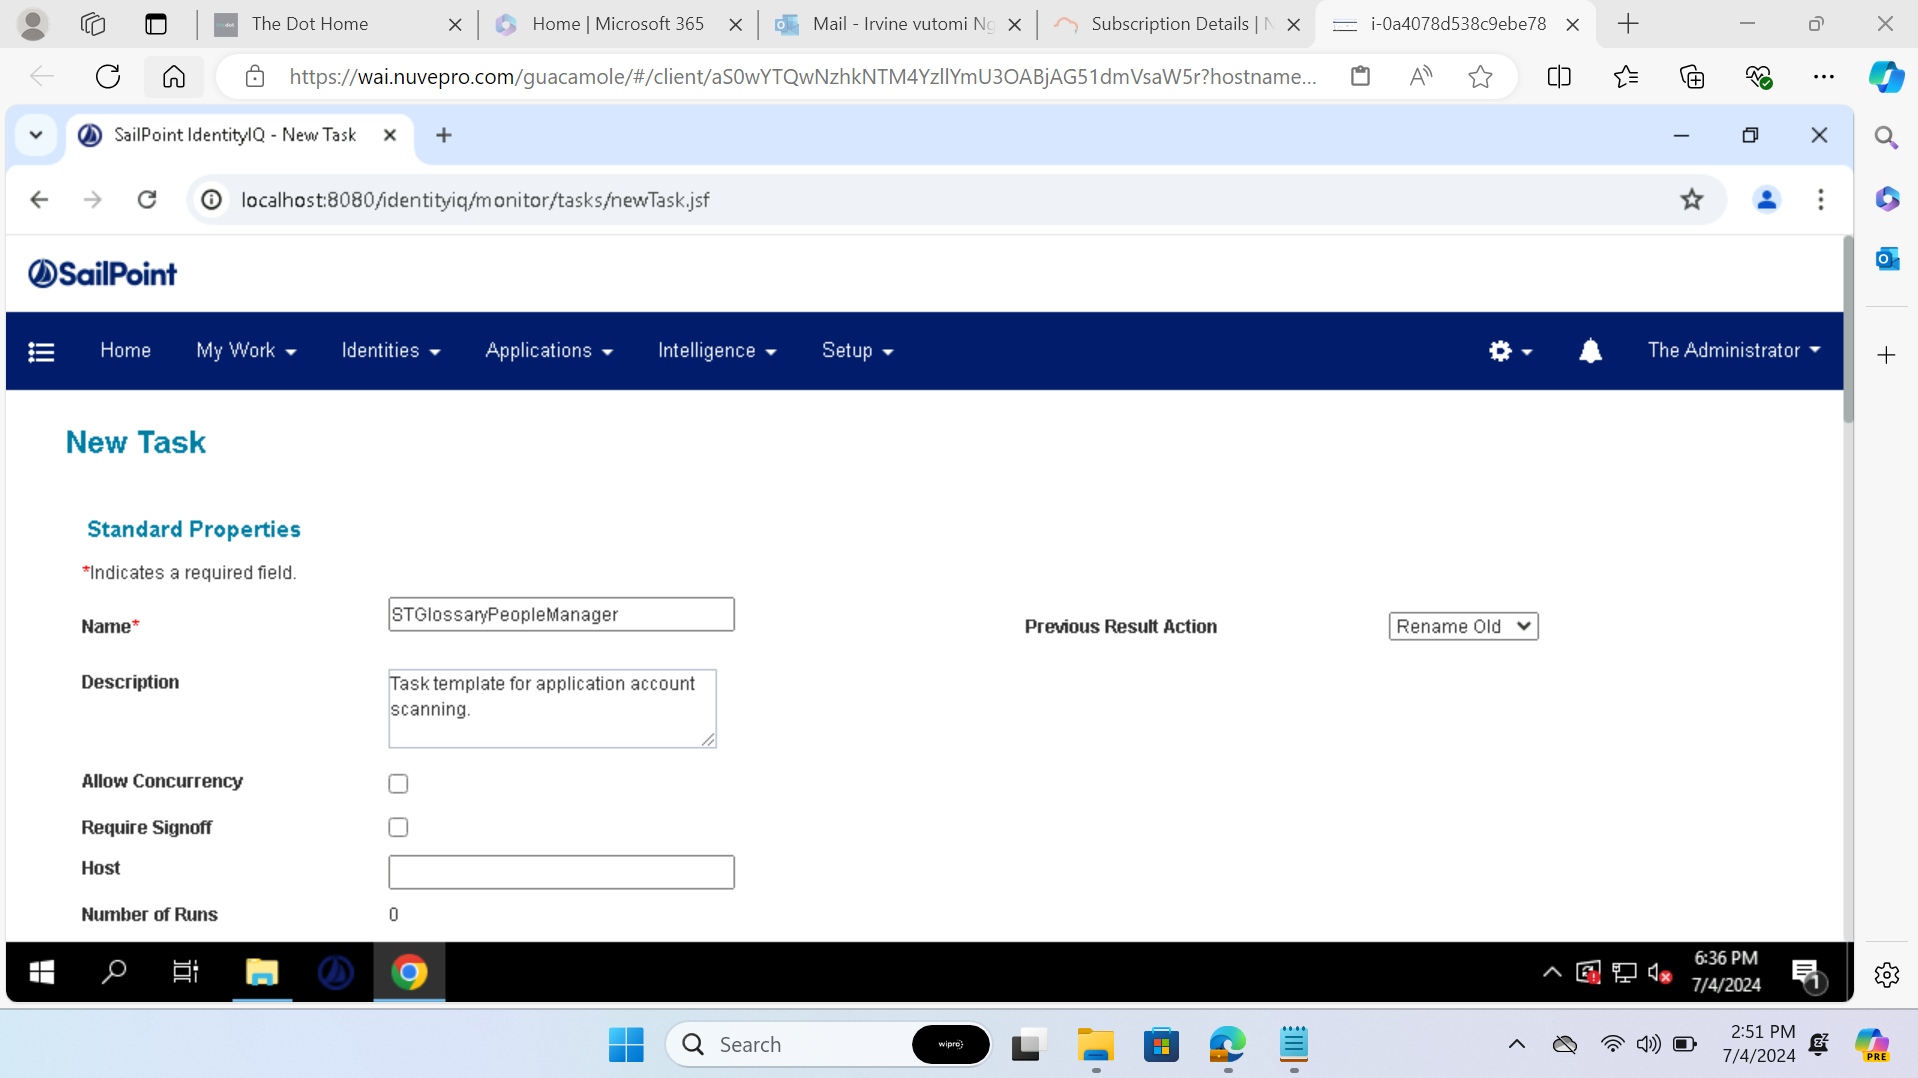 The Dot Home
Home | Microsoft 365
Mail - Irvine vutomi Ng
Subscription Details | N
i-0a4078d538c9ebe78
https://wai.nuvepro.com/guacamole/#/client/aS0wYTQwNzhkNTM4YzllYmU3OABjAG51dmVsaW5r?hostname...
SailPoint IdentityIQ - New Task
localhost:8080/identityiq/monitor/tasks/newTask.jsf
SailPoint
Home
My Work
Identities
Applications
Intelligence
Setup
The Administrator
New Task
Standard Properties
*Indicates a required field.
Name*
STGlossaryPeopleManager
Previous Result Action
Rename Old
Description
Task template for application account
scanning.
Allow Concurrency
Require Signoff
Host
Number of Runs
0
6:36 PM
7/4/2024
1
Search
wipro
2:51 PM
7/4/2024
PRE